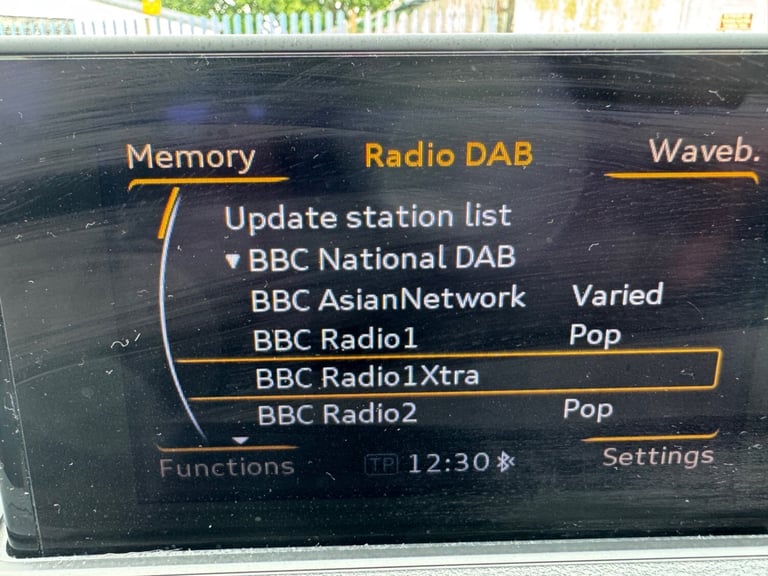 Memory Radio DAB Waveb.
Update station list
BBC National DAB
BBC AsianNetwork Varied
BBC Radio1 Pop
BBC Radio1Xtra
BBC Radio2 Pop
Functions TP 12:30 Settings